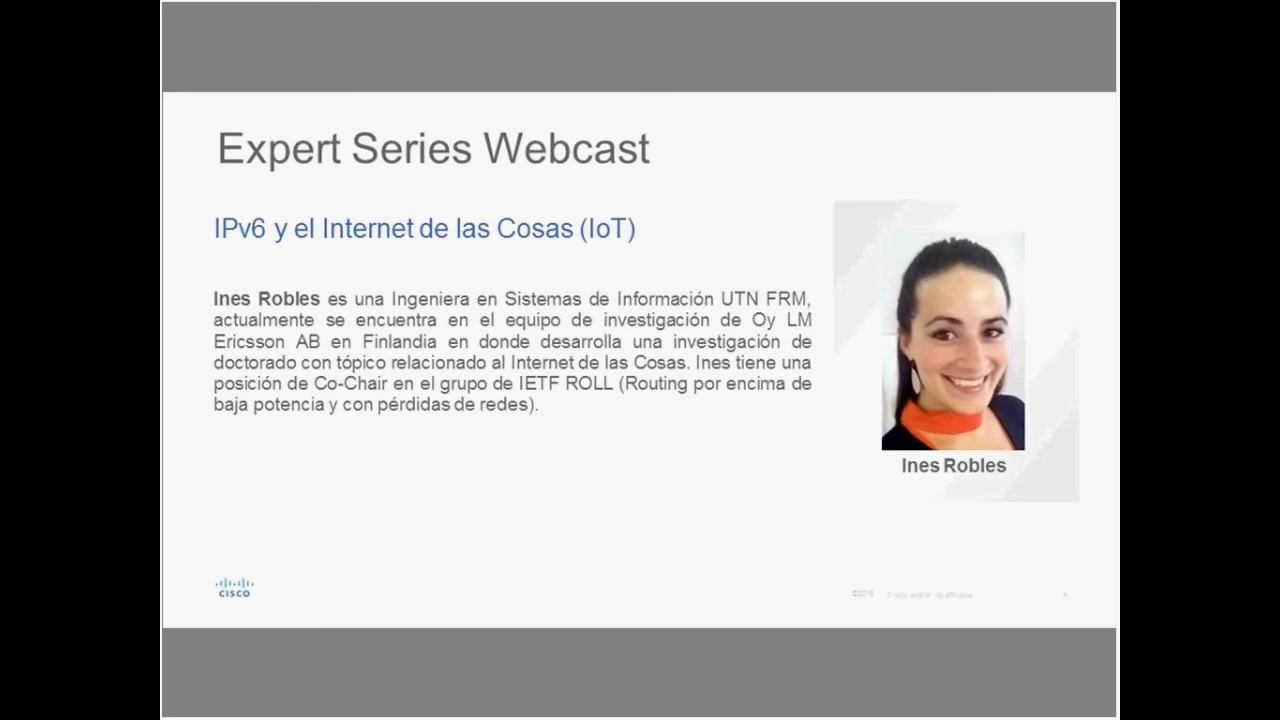 Expert Series Webcast
IPv6 y el Internet de las Cosas (IoT)
Ines Robles es una Ingeniera en Sistemas de Información UTN FRM,
actualmente se encuentra en el equipo de investigación de Oy LM
Ericsson AB en Finlandia en donde desarrolla una investigación de
doctorado con tópico relacionado al Internet de las Cosas. Ines tiene una
posición de Co-Chair en el grupo de IETF ROLL (Routing por encima de
baja potencia y con pérdidas de redes).
Ines Robles
CISCO